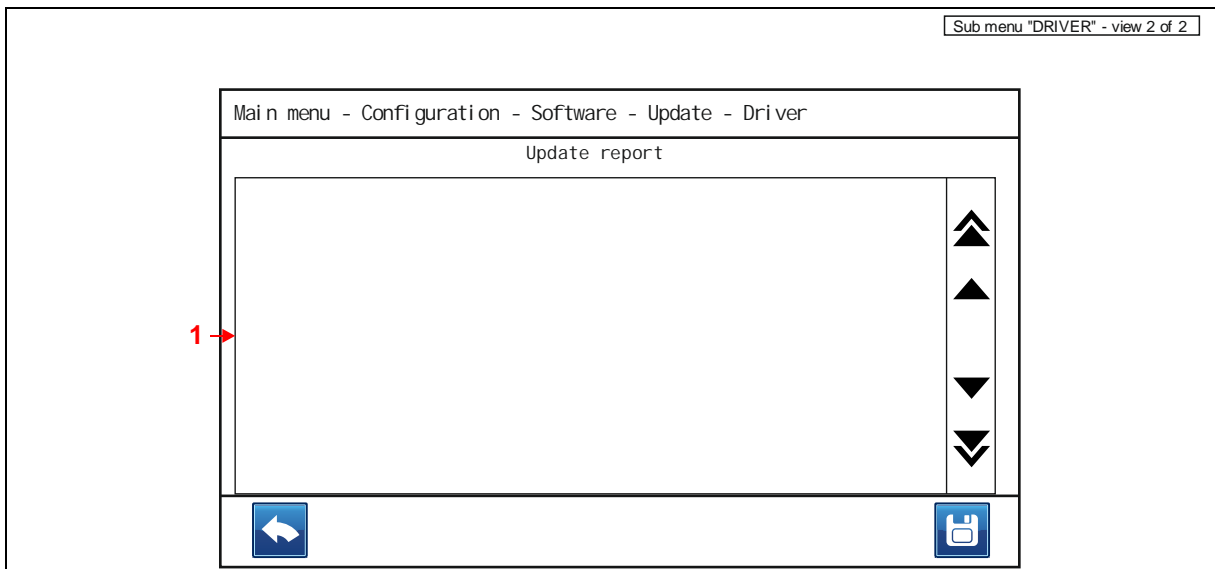 Sub menu "DRIVER" - view 2 of 2
Main menu - Configuration - Software - Update - Driver
Update report
1